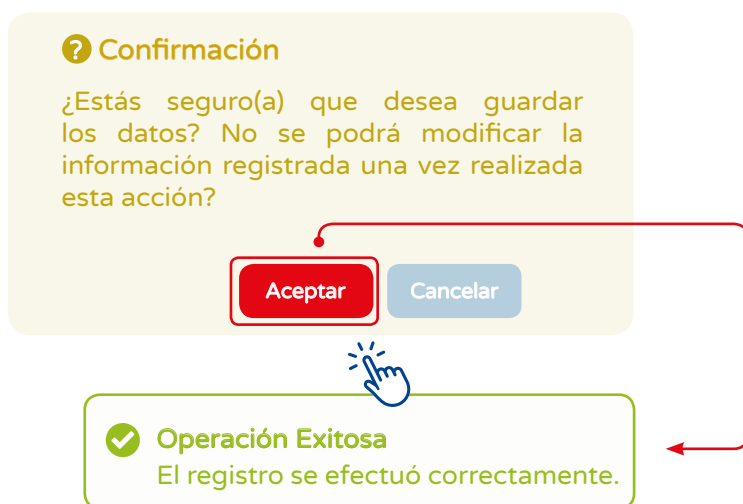 ? Confirmación
¿Estás seguro(a) que desea guardar
los datos? No se podrá modificar la
información registrada una vez realizada
esta acción?
Aceptar Cancelar
Operación Exitosa
El registro se efectuó correctamente.